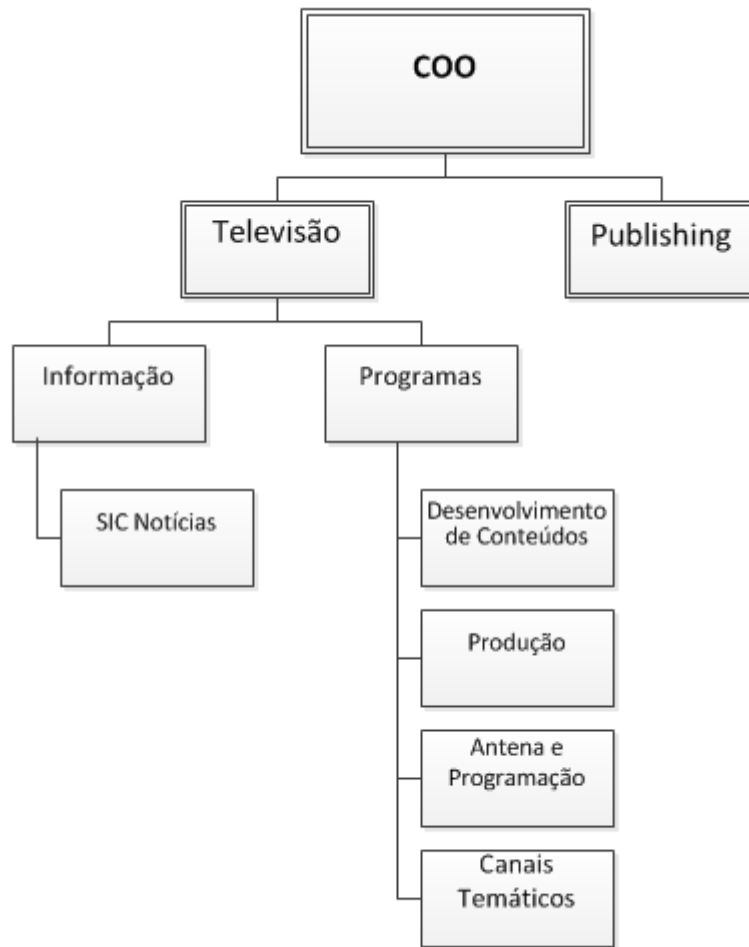 COO
Televisão
Publishing
Informação
Programas
SIC Notícias
Desenvolvimento
de Conteúdos
Produção
Antena e
Programação
Canais
Temáticos